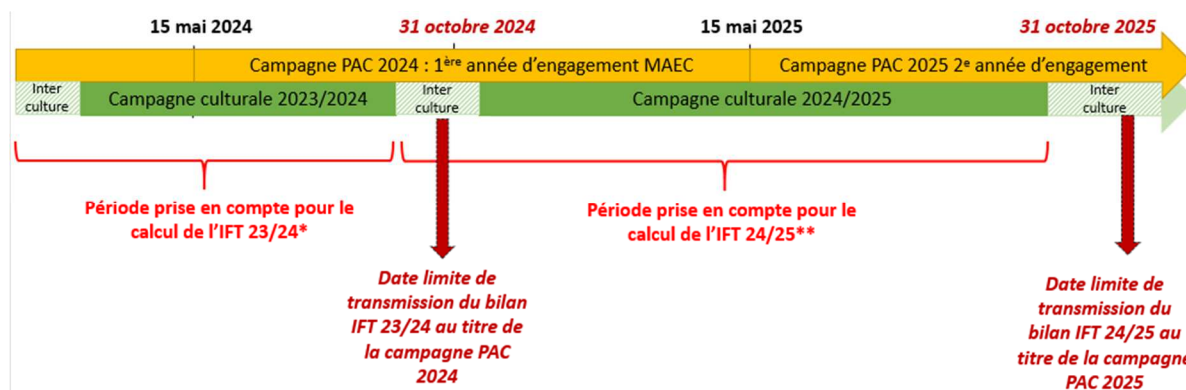 15 mai 2024
31 octobre 2024
15 mai 2025
31 octobre 2025
Campagne PAC 2024 : 1ère année d’engagement MAEC
Campagne PAC 2025 2e année d’engagement
Inter
culture
Campagne culturale 2023/2024
Inter
culture
Campagne culturale 2024/2025
Inter
culture
Période prise en compte pour le
calcul de l’IFT 23/24*
Période prise en compte pour le
calcul de l’IFT 24/25**
Date limite de
transmission du bilan
IFT 23/24 au titre de
la campagne PAC
2024
Date limite de
transmission du
bilan IFT 24/25 au
titre de la campagne
PAC 2025